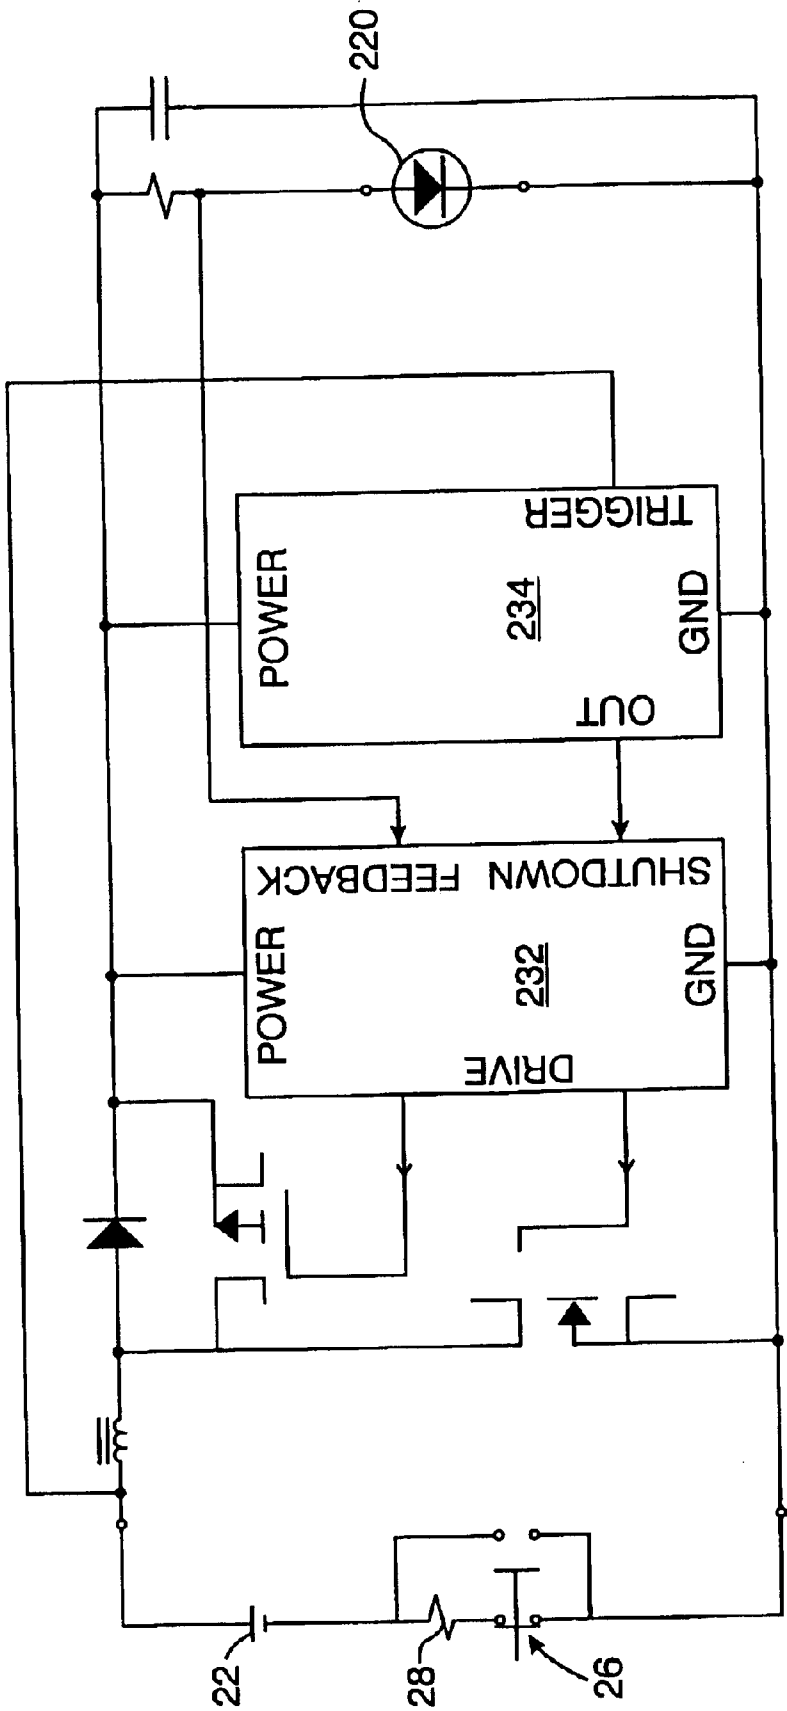 220
POWER
TRIGGER
234
OUT
GND
POWER
FEEDBACK
SHUTDOWN
232
DRIVE
GND
22
28
26